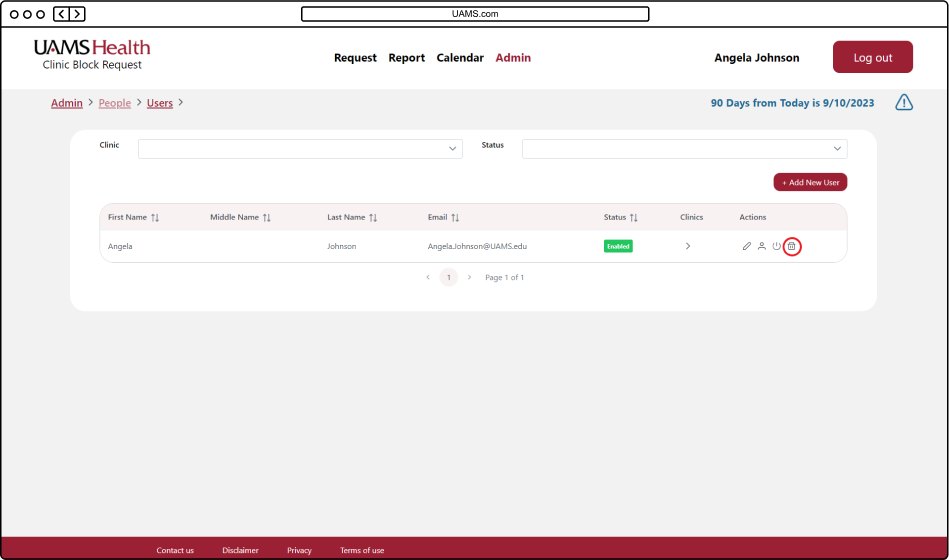 UAMS.com
UAMS Health
Clinic Block Request
Request Report Calendar Admin
Angela Johnson
Log out
Admin > People > Users >
90 Days from Today is 9/10/2023
Clinic
Status
+ Add New User
First Name Middle Name Last Name Email Status Clinics Actions
Angela Johnson Angela.Johnson@UAMS.edu Enabled
< 1 > Page 1 of 1
Contact us Disclaimer Privacy Terms of use